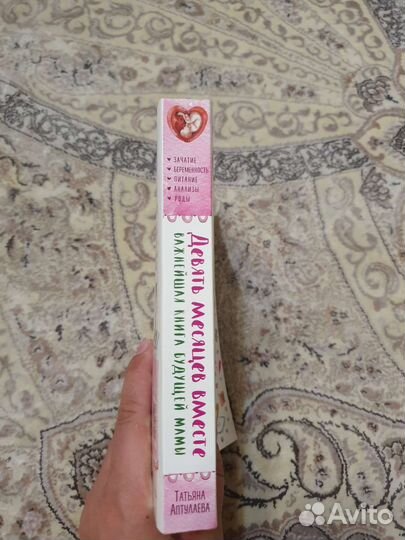 ♥ ЗАЧАТИЕ
♥ БЕРЕМЕННОСТЬ
♥ ПИТАНИЕ
♥ АНАЛИЗЫ
♥ РОДЫ
Девять месяцев вместе
важнейшая книга будущей мамы
Татьяна
Аптулаева
Avito